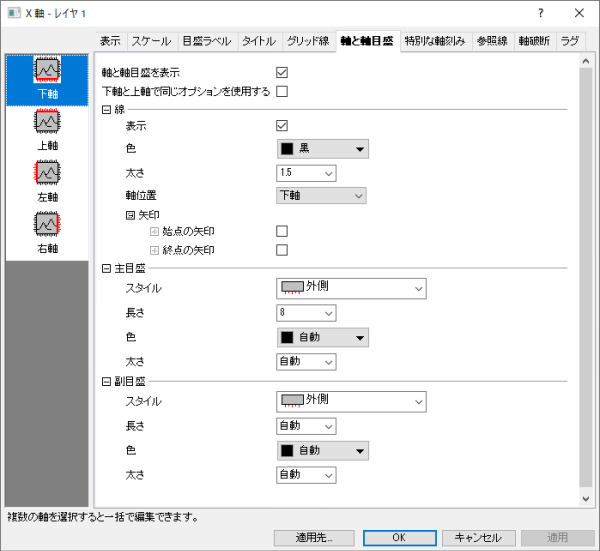 X 軸 - レイヤ 1
表示 スケール 目盛ラベル タイトル グリッド線 軸と軸目盛 特別な軸刻み 参照線 軸破断 ラグ
下軸
上軸
左軸
右軸
軸と軸目盛を表示
下軸と上軸で同じオプションを使用する
線
表示
色 黒
太さ 1.5
軸位置 下軸
矢印
始点の矢印
終点の矢印
主目盛
スタイル 外側
長さ 8
色 自動
太さ 自動
副目盛
スタイル 外側
長さ 自動
色 自動
太さ 自動
複数の軸を選択すると一括で編集できます。
適用先... OK キャンセル 適用